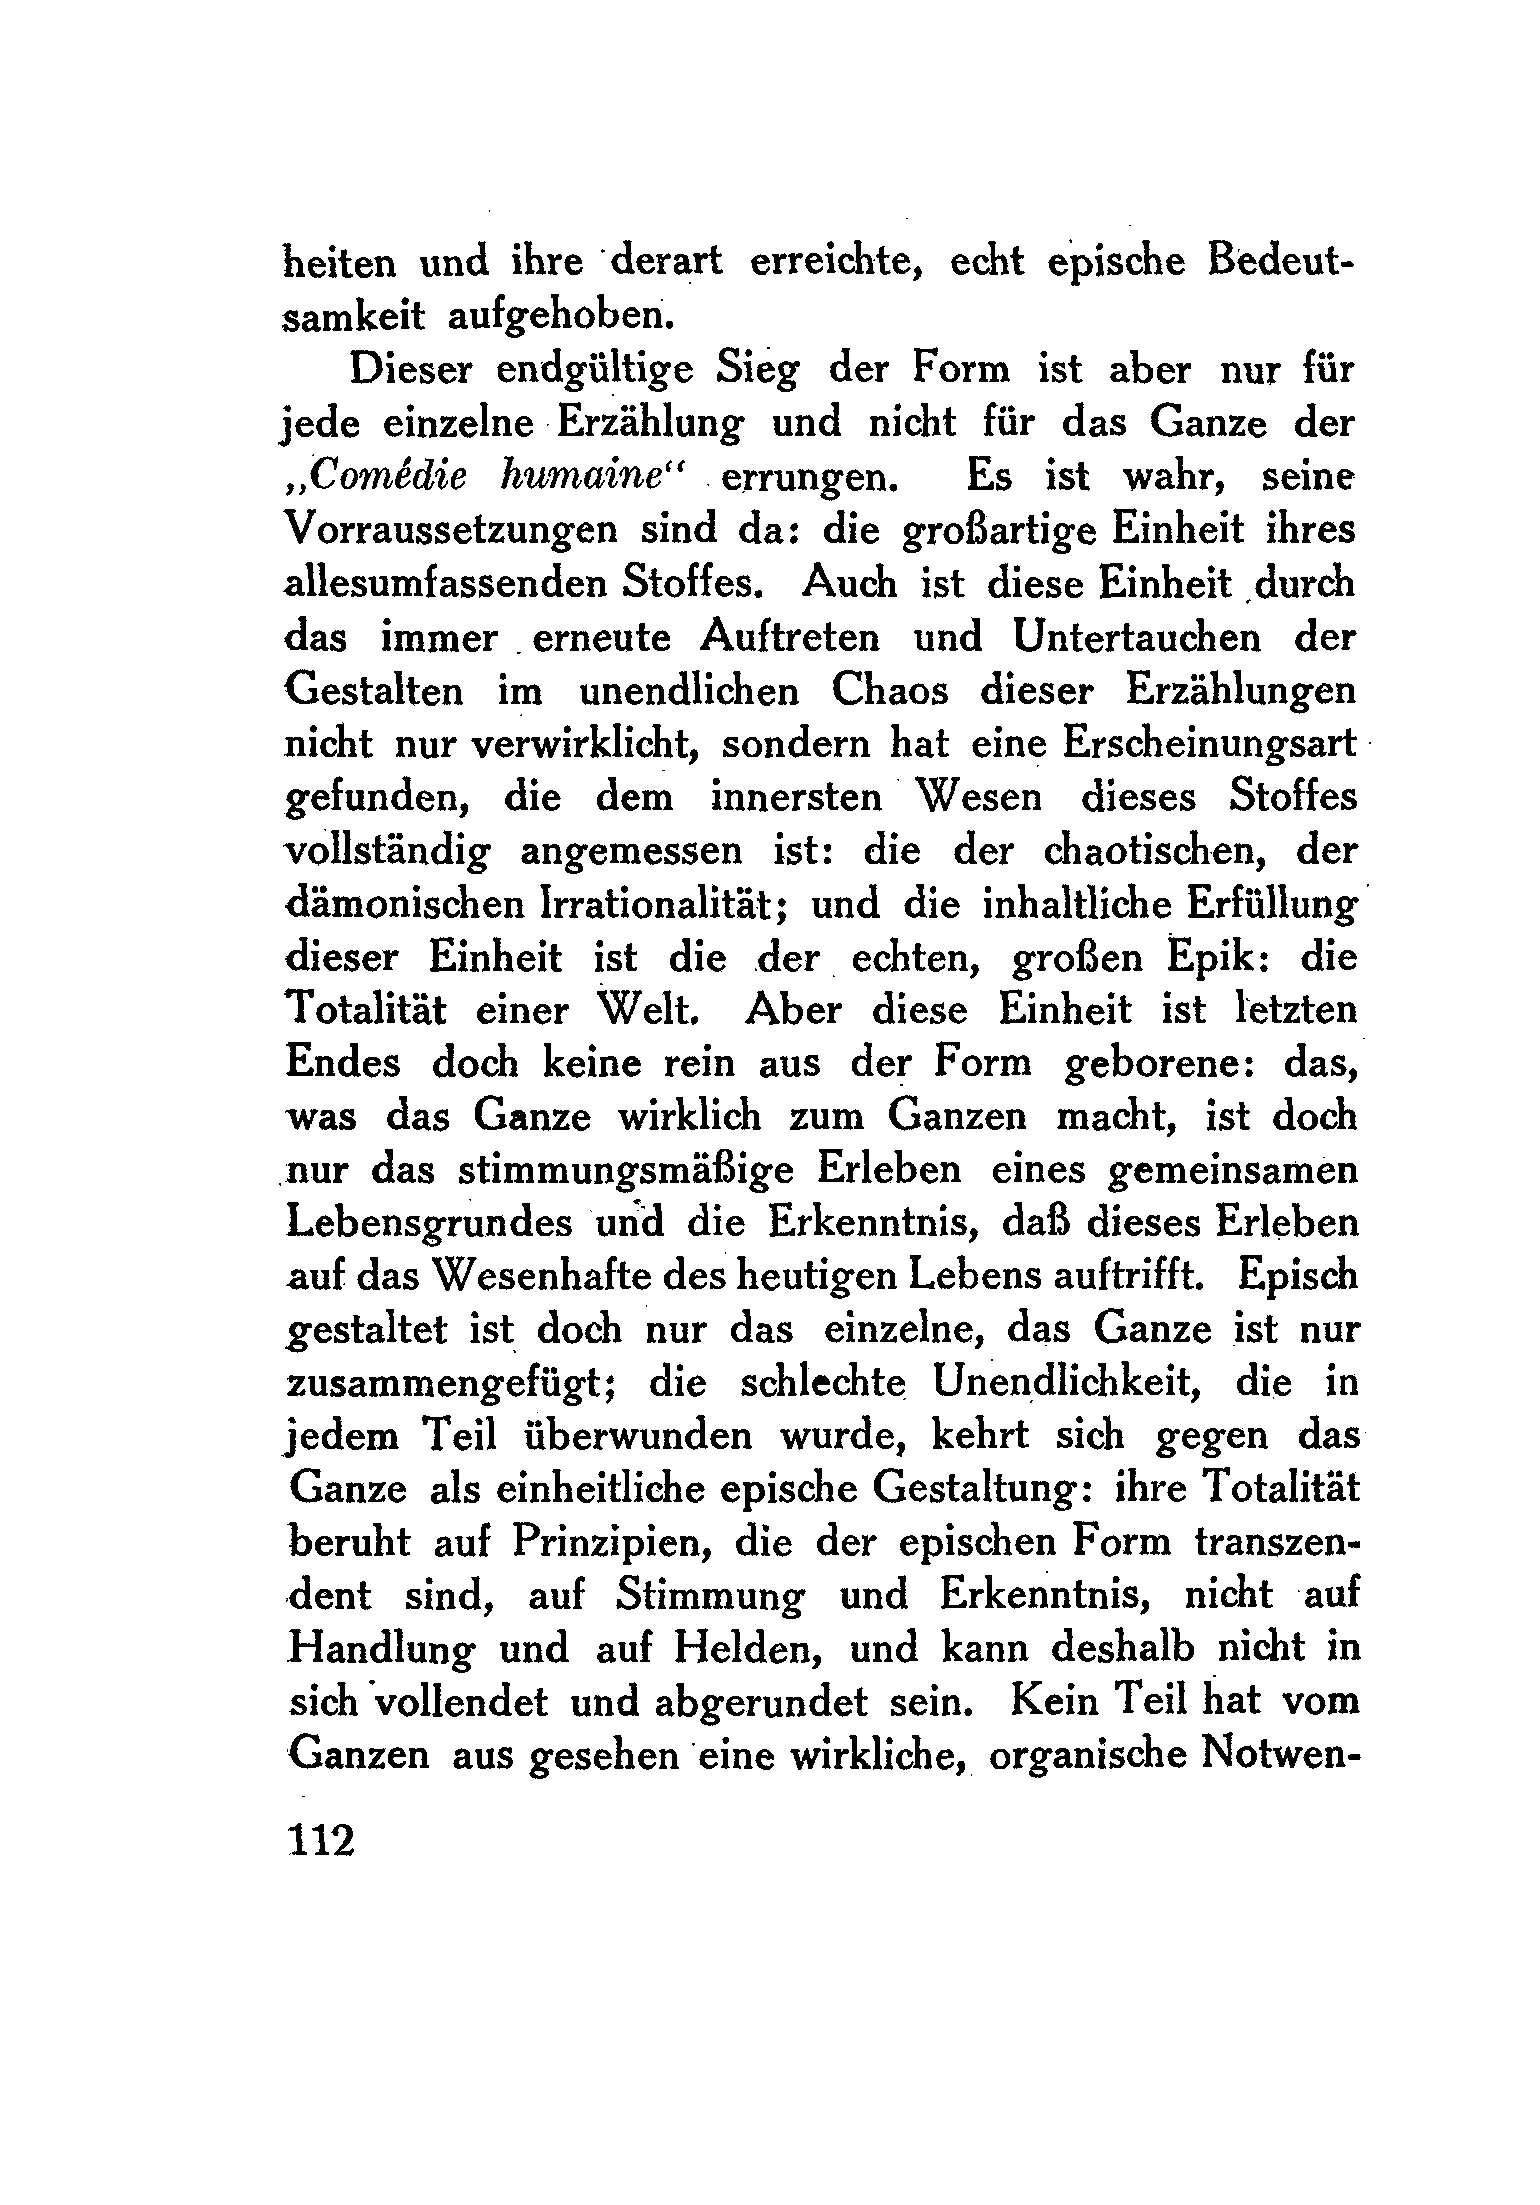 heiten und ihre derart erreichte, echt epische Bedeut-
samkeit aufgehoben.
Dieser endgültige Sieg der Form ist aber nur für
jede einzelne Erzählung und nicht für das Ganze der
„Comédie humaine“ errungen. Es ist wahr, seine
Vorraussetzungen sind da: die großartige Einheit ihres
allesumfassenden Stoffes. Auch ist diese Einheit durch
das immer erneute Auftreten und Untertauchen der
Gestalten im unendlichen Chaos dieser Erzählungen
nicht nur verwirklicht, sondern hat eine Erscheinungsart
gefunden, die dem innersten Wesen dieses Stoffes
vollständig angemessen ist: die der chaotischen, der
dämonischen Irrationalität; und die inhaltliche Erfüllung
dieser Einheit ist die der echten, großen Epik: die
Totalität einer Welt. Aber diese Einheit ist letzten
Endes doch keine rein aus der Form geborene: das,
was das Ganze wirklich zum Ganzen macht, ist doch
nur das stimmungsmäßige Erleben eines gemeinsamen
Lebensgrundes und die Erkenntnis, daß dieses Erleben
auf das Wesenhafte des heutigen Lebens auftrifft. Episch
gestaltet ist doch nur das einzelne, das Ganze ist nur
zusammengefügt; die schlechte Unendlichkeit, die in
jedem Teil überwunden wurde, kehrt sich gegen das
Ganze als einheitliche epische Gestaltung: ihre Totalität
beruht auf Prinzipien, die der epischen Form transzen-
dent sind, auf Stimmung und Erkenntnis, nicht auf
Handlung und auf Helden, und kann deshalb nicht in
sich vollendet und abgerundet sein. Kein Teil hat vom
Ganzen aus gesehen eine wirkliche, organische Notwen-
112